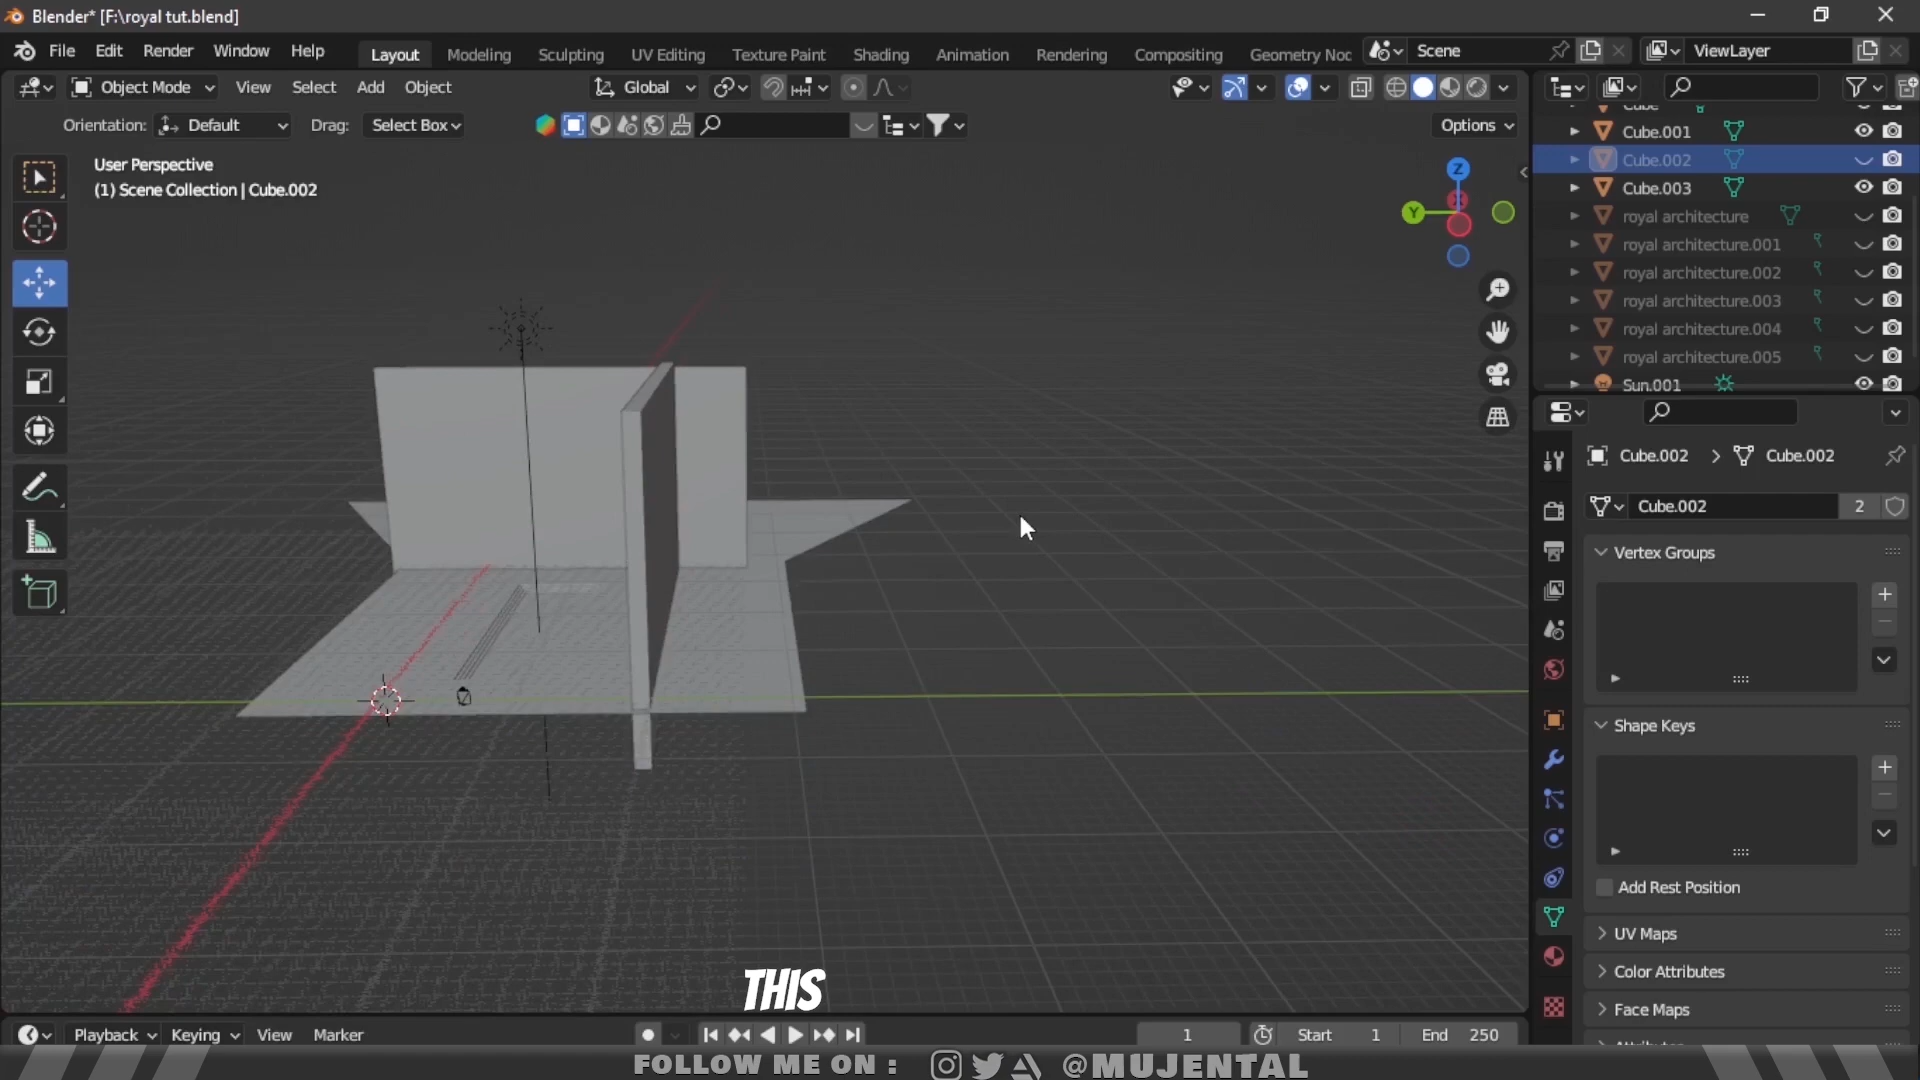 Blender* [F:\royal tut.blend]
File Edit Render Window Help Layout Modeling Sculpting UV Editing Texture Paint Shading Animation Rendering Compositing Geometry Noc Scene ViewLayer
Object Mode View Select Add Object Global
Orientation: Default Drag: Select Box Options
User Perspective
(1) Scene Collection | Cube.002
Z
X
Y
Cube
Cube.001
Cube.002
Cube.003
royal architecture
royal architecture.001
royal architecture.002
royal architecture.003
royal architecture.004
royal architecture.005
Sun.001
Cube.002 > Cube.002
Cube.002 2
Vertex Groups
Shape Keys
Add Rest Position
UV Maps
Color Attributes
Face Maps
THIS
Playback Keying View Marker 1 Start 1 End 250
FOLLOW ME ON : @MUJENTAL